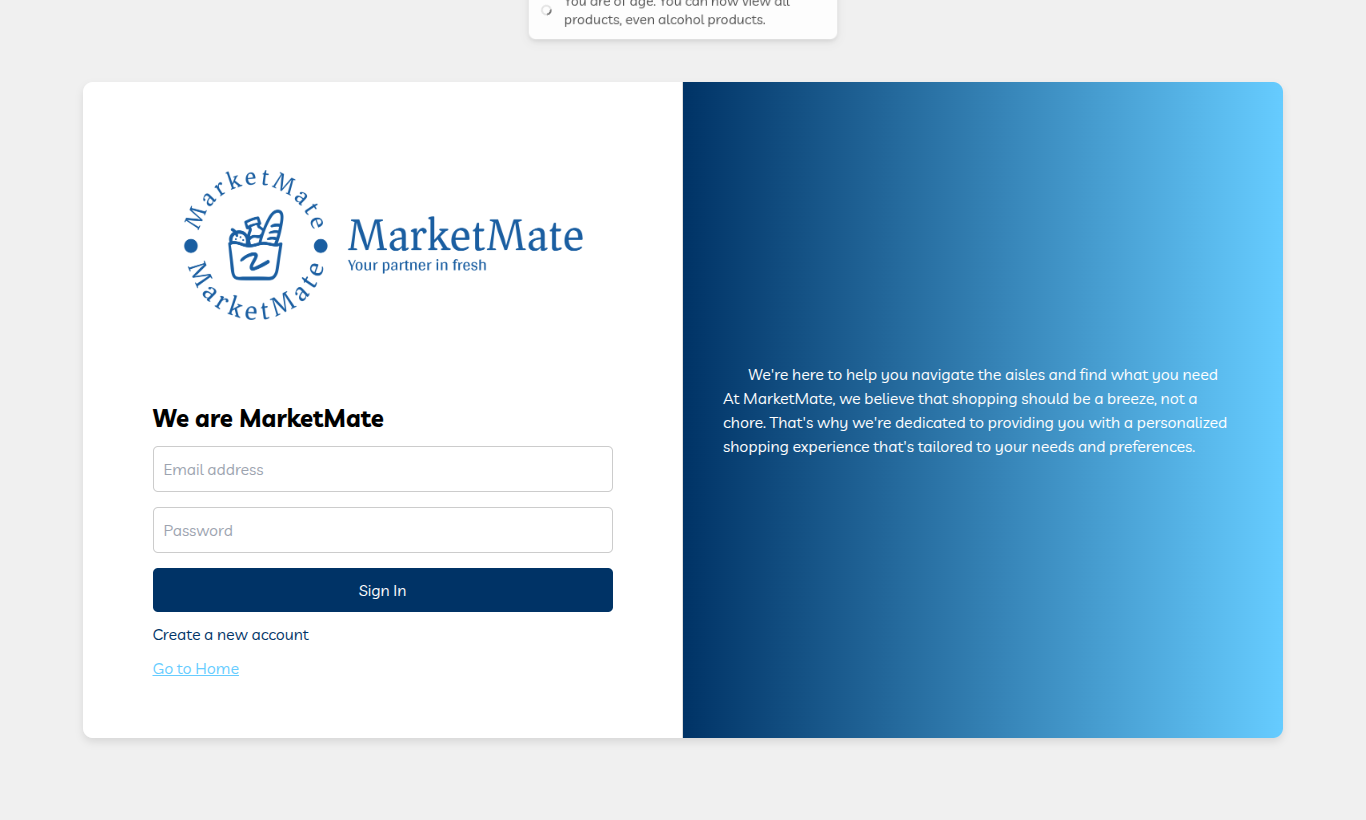 You are of age. You can now view all
products, even alcohol products.
MarketMate
MarketMate
MarketMate
Your partner in fresh
We are MarketMate
Email address
Password
Sign In
Create a new account
Go to Home
We're here to help you navigate the aisles and find what you need
At MarketMate, we believe that shopping should be a breeze, not a
chore. That's why we're dedicated to providing you with a personalized
shopping experience that's tailored to your needs and preferences.